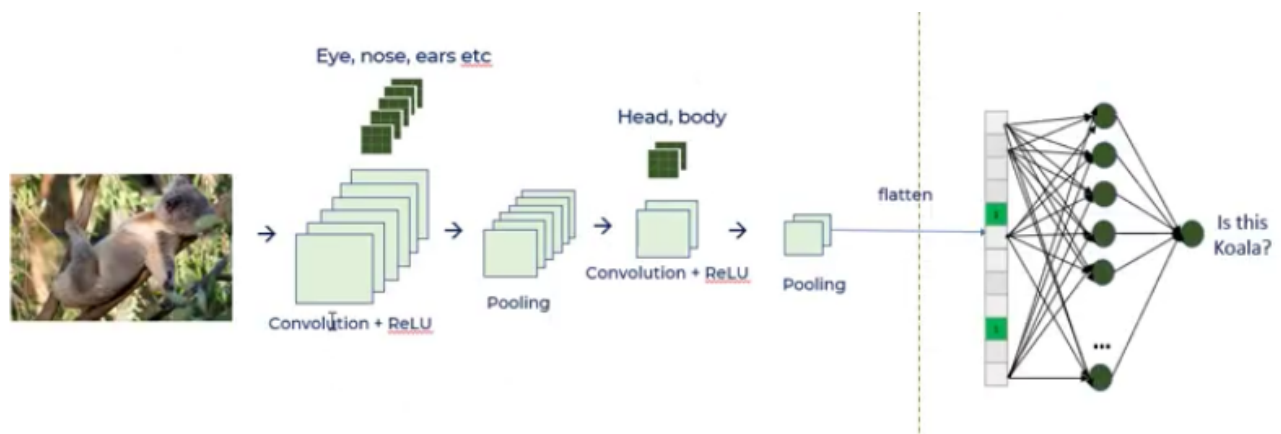 Eye, nose, ears etc
Head, body
flatten
Convolution + ReLU
Pooling
Convolution + ReLU
Pooling
...
Is this
Koala?